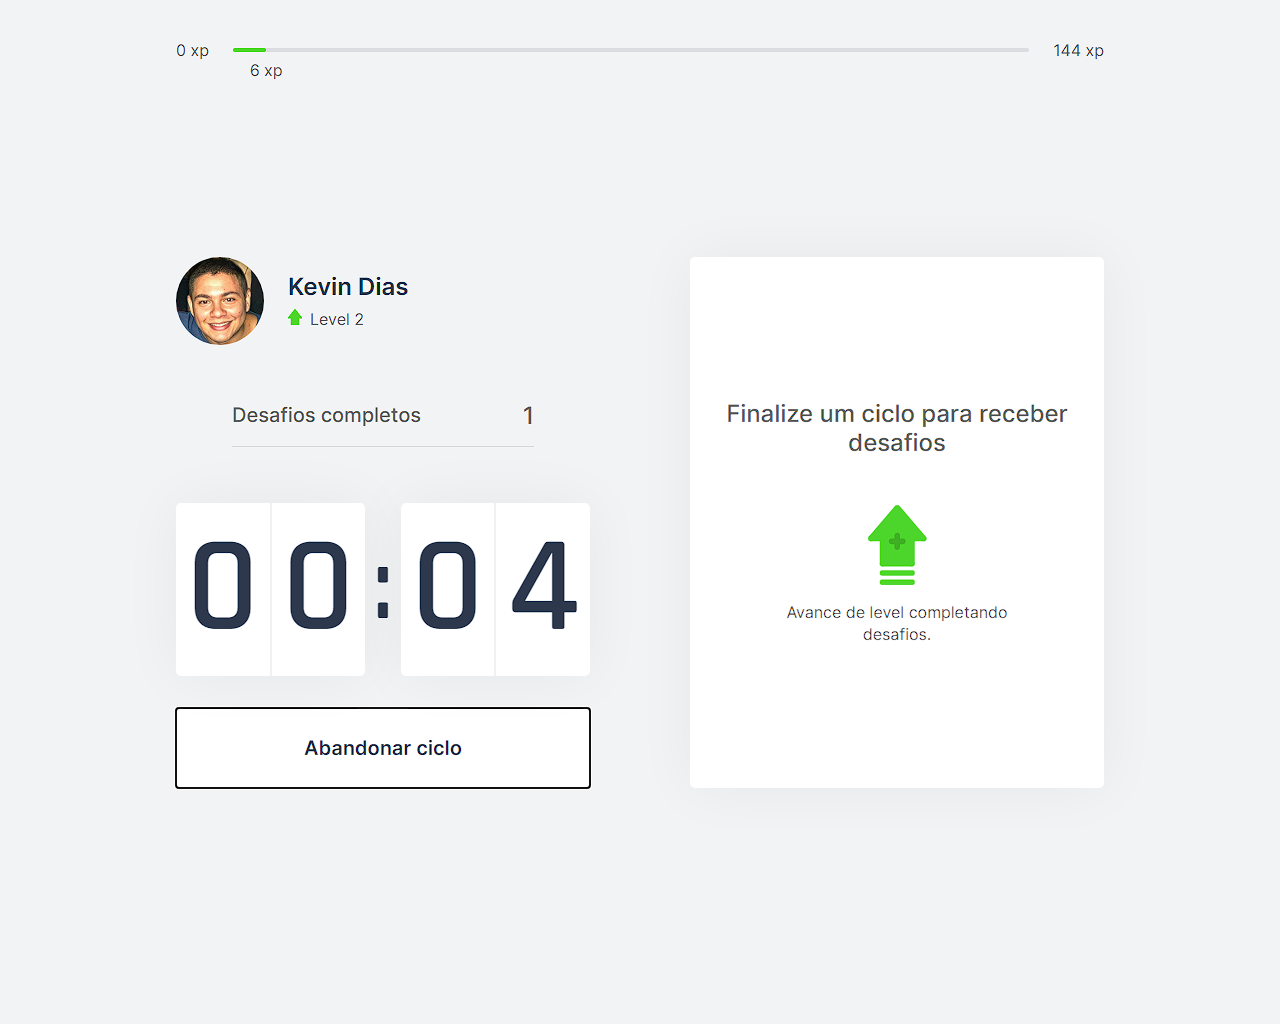 0 xp
144 xp
6 xp
Kevin Dias
Level 2
Desafios completos 1
00:04
Abandonar ciclo
Finalize um ciclo para receber
desafios
Avance de level completando
desafios.